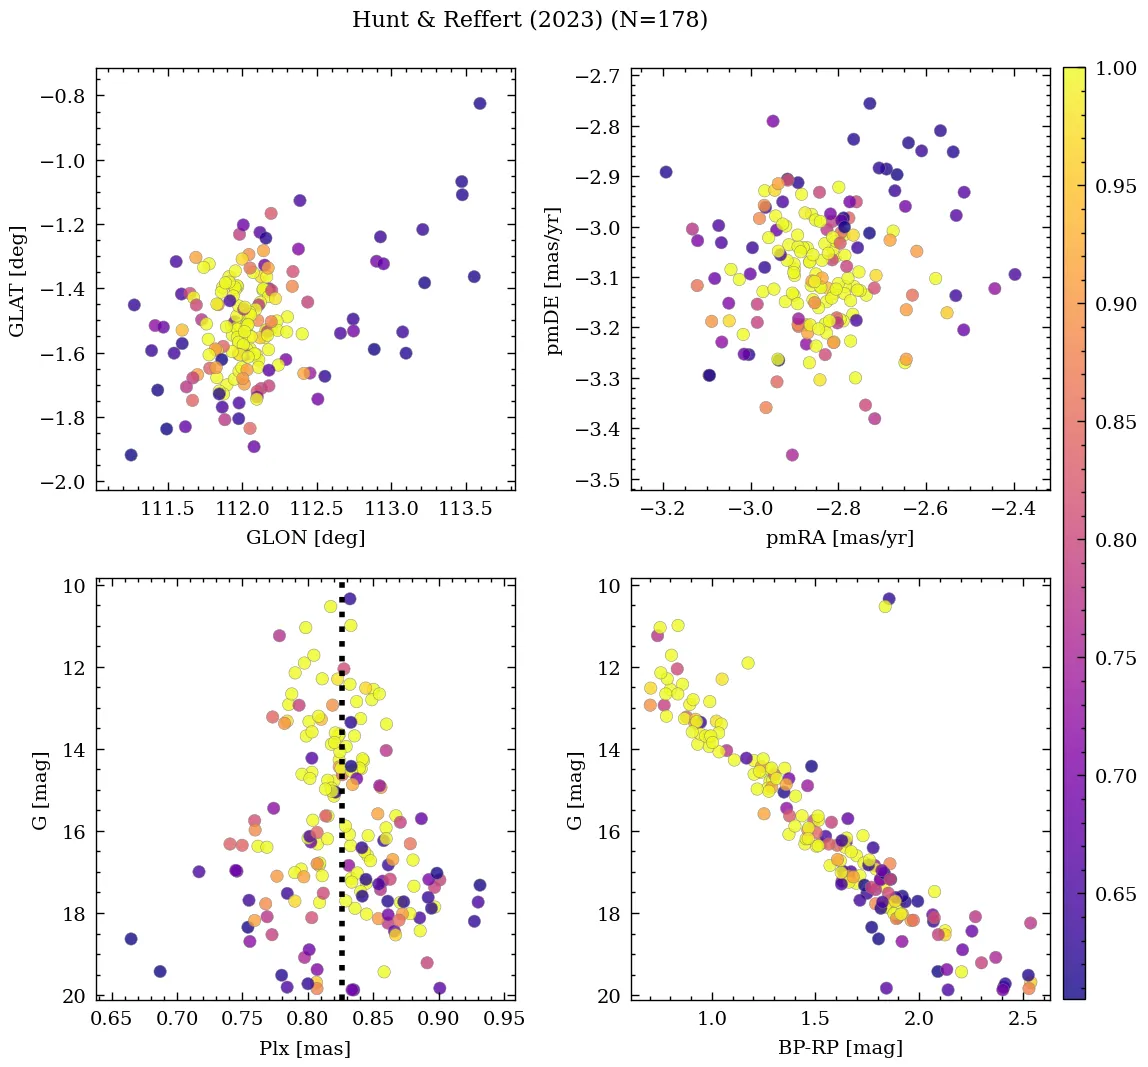 Hunt & Reffert (2023) (N=178)
−0.8
−1.0
−1.2
−1.4
−1.6
−1.8
−2.0
GLAT [deg]
111.5 112.0 112.5 113.0 113.5
GLON [deg]
−2.7
−2.8
−2.9
−3.0
−3.1
−3.2
−3.3
−3.4
−3.5
pmDE [mas/yr]
−3.2 −3.0 −2.8 −2.6 −2.4
pmRA [mas/yr]
10
12
14
16
18
20
G [mag]
0.65 0.70 0.75 0.80 0.85 0.90 0.95
Plx [mas]
10
12
14
16
18
20
G [mag]
1.0 1.5 2.0 2.5
BP-RP [mag]
1.00
0.95
0.90
0.85
0.80
0.75
0.70
0.65